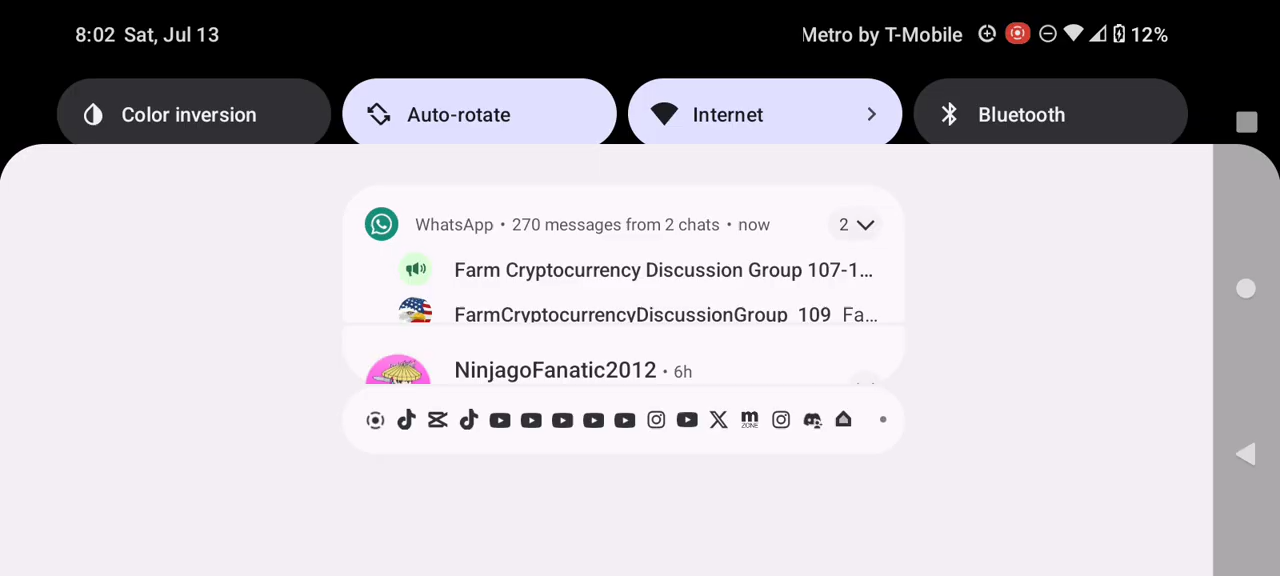 8:02 Sat, Jul 13
Metro by T-Mobile 12%
Color inversion
Auto-rotate
Internet
Bluetooth
WhatsApp • 270 messages from 2 chats • now
2
Farm Cryptocurrency Discussion Group 107-1...
FarmCryptocurrencyDiscussionGroup 109 Fa...
NinjagoFanatic2012 • 6h
m
ZONE